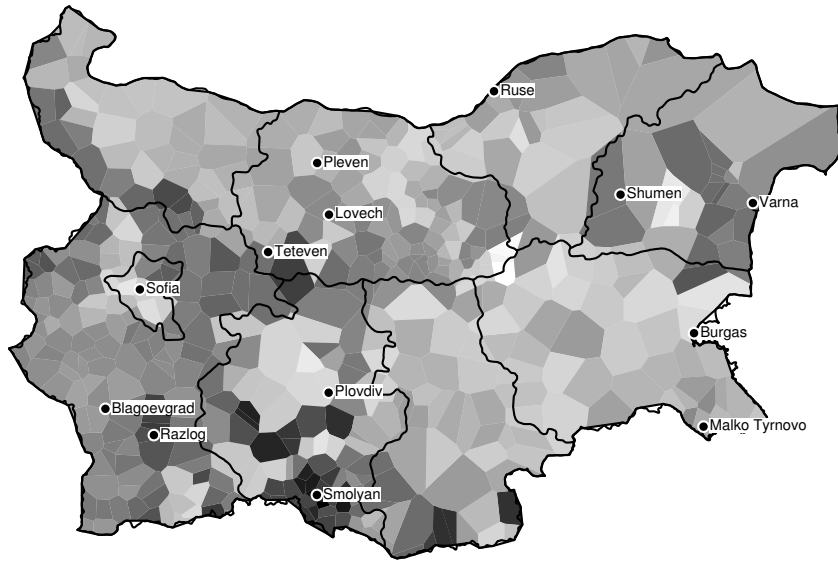 Ruse
Pleven
Shumen
Varna
Lovech
Teteven
Sofia
Burgas
Plovdiv
Blagoevgrad
Malko Tyrnovo
Razlog
Smolyan